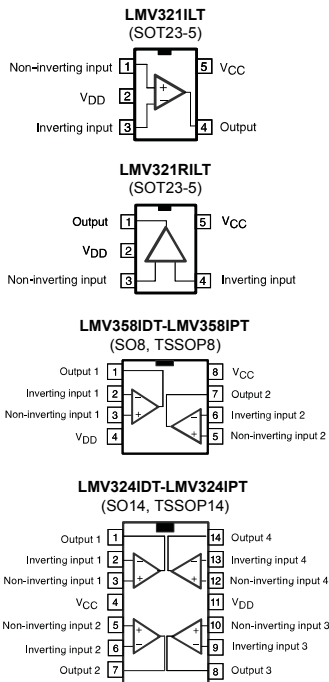 LMV321ILT
(SOT23-5)
Non-inverting input 1 5 VCC
VDD 2
Inverting input 3 4 Output
+
−
LMV321RILT
(SOT23-5)
Output 1 5 VCC
VDD 2
Non-inverting input 3 4 Inverting input
LMV358IDT-LMV358IPT
(SO8, TSSOP8)
Output 1 1 8 VCC
Inverting input 1 2 − 7 Output 2
Non-inverting input 1 3 + − 6 Inverting input 2
VDD 4 + 5 Non-inverting input 2
LMV324IDT-LMV324IPT
(SO14, TSSOP14)
Output 1 1 14 Output 4
Inverting input 1 2 − − 13 Inverting input 4
Non-inverting input 1 3 + + 12 Non-inverting input 4
VCC 4 11 VDD
Non-inverting input 2 5 + + 10 Non-inverting input 3
Inverting input 2 6 − − 9 Inverting input 3
Output 2 7 8 Output 3